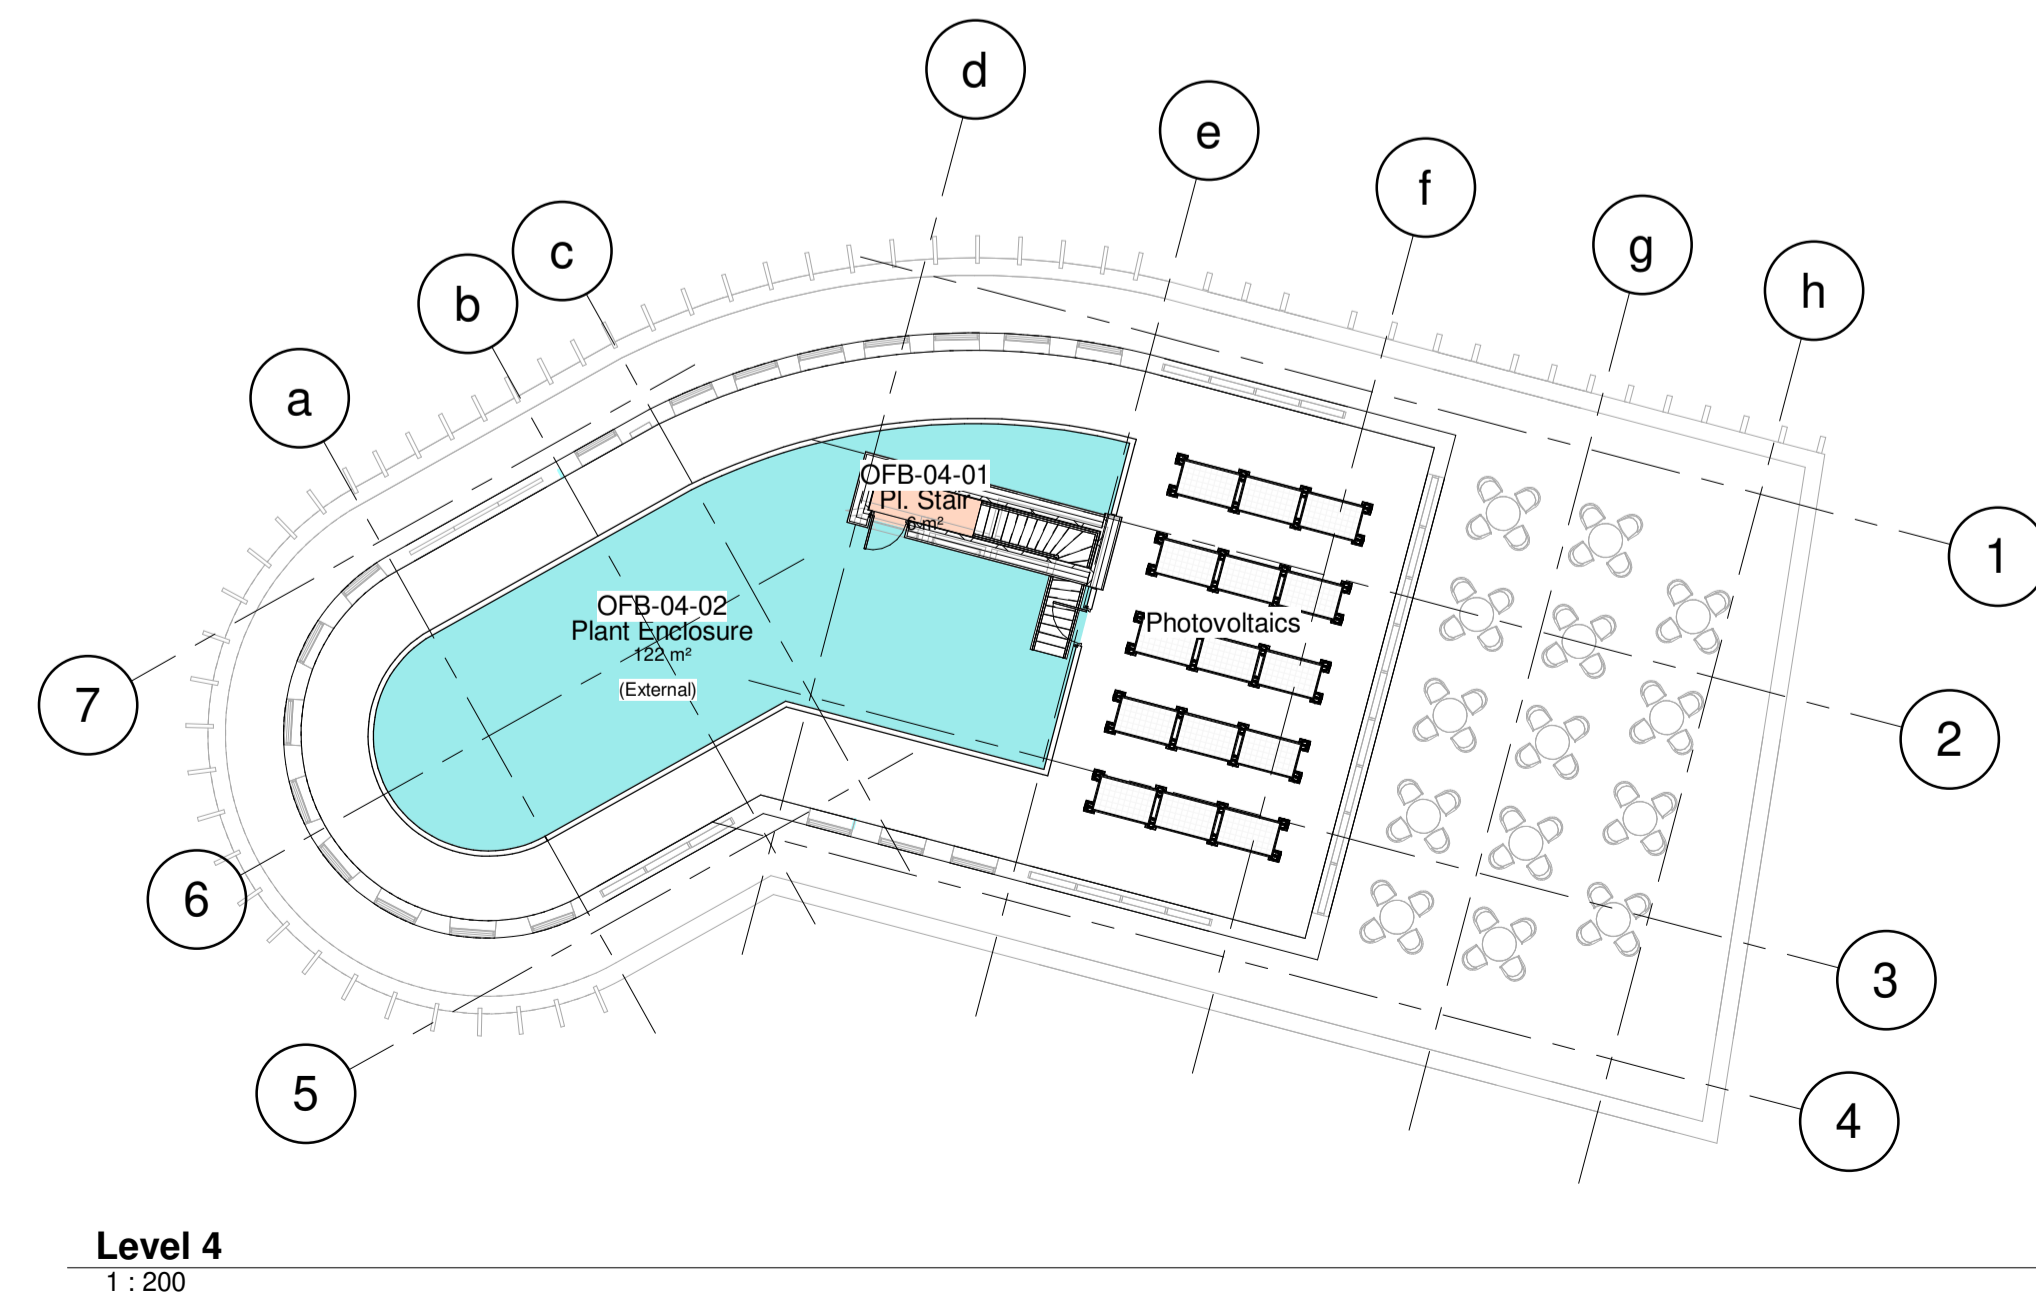 d
e
f
g
h
c
b
a
OFB-04-01
Pl. Stair
6 m²
OFB-04-02
Plant Enclosure
122 m²
(External)
Photovoltaics
1
2
3
4
7
6
5
Level 4
1 : 200